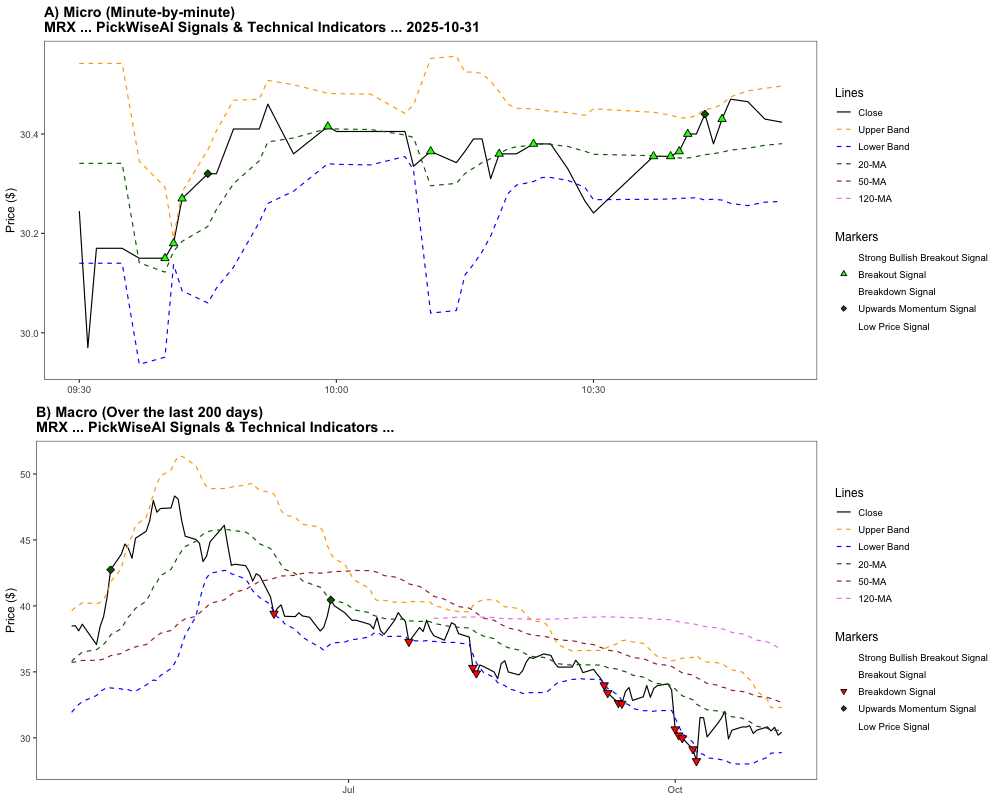 A) Micro (Minute-by-minute)
MRX ... PickWiseAI Signals & Technical Indicators ... 2025-10-31
Price ($)
30.4
30.2
30.0
09:30
10:00
10:30
Lines
Close
Upper Band
Lower Band
20-MA
50-MA
120-MA
Markers
Strong Bullish Breakout Signal
Breakout Signal
Breakdown Signal
Upwards Momentum Signal
Low Price Signal
B) Macro (Over the last 200 days)
MRX ... PickWiseAI Signals & Technical Indicators ...
Price ($)
50
45
40
35
30
Jul
Oct
Lines
Close
Upper Band
Lower Band
20-MA
50-MA
120-MA
Markers
Strong Bullish Breakout Signal
Breakout Signal
Breakdown Signal
Upwards Momentum Signal
Low Price Signal